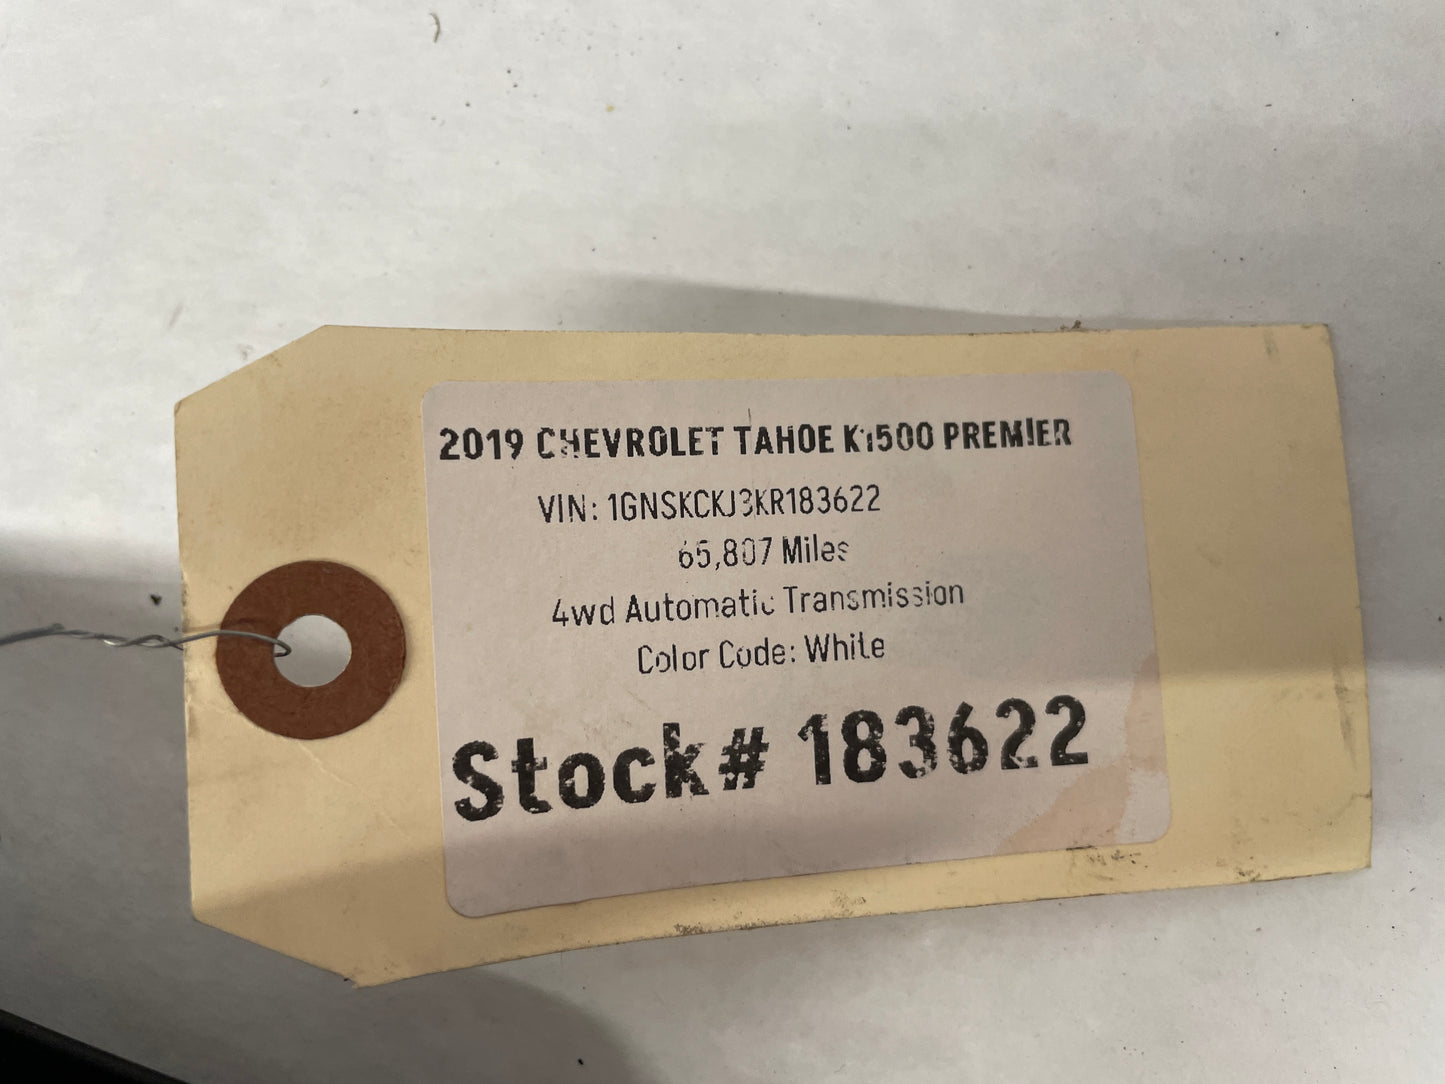 2019 CHEVROLET TAHOE K1500 PREMIER
VIN: 1GNSKCKJ3KR183622
65,807 Miles
4wd Automatic Transmission
Color Code: White
Stock# 183622